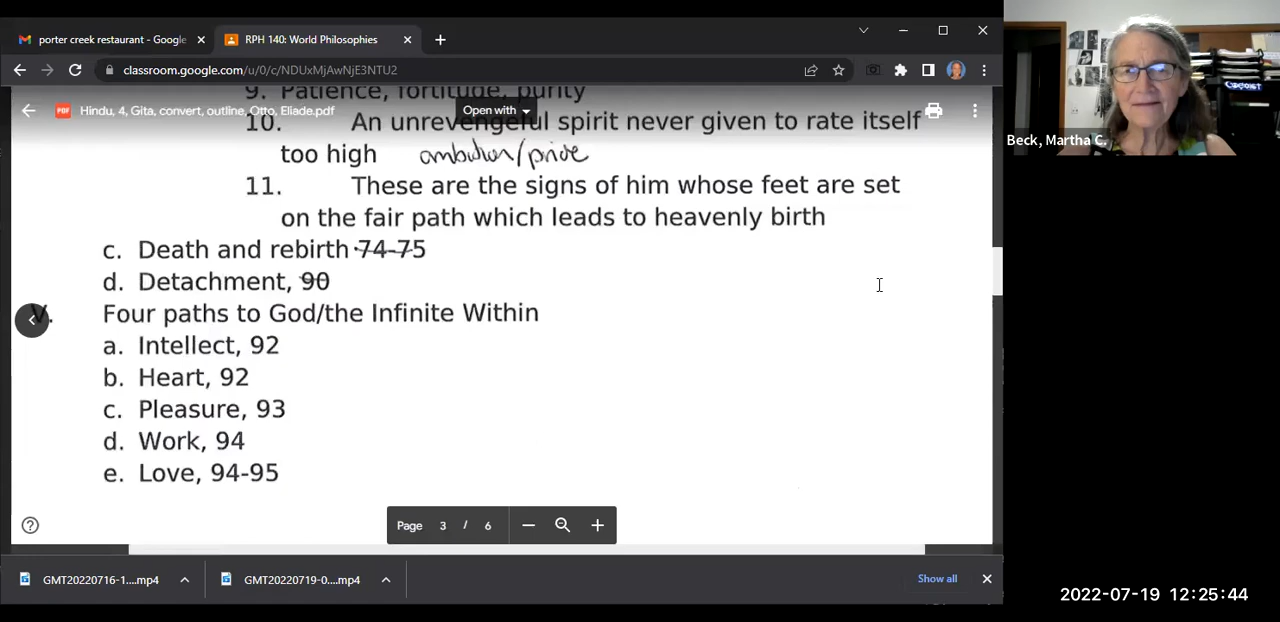 porter creek restaurant - Google
RPH 140: World Philosophies
classroom.google.com/u/0/c/NDUxMjAwNjE3NTU2
9. Patience, fortitude, purity
Hindu, 4, Gita, convert, outline, Otto, Eliade.pdf
Open with
10. An unrevengeful spirit never given to rate itself
too high ambition/pride
11. These are the signs of him whose feet are set
on the fair path which leads to heavenly birth
c. Death and rebirth 74-75
d. Detachment, 90
V. Four paths to God/the Infinite Within
a. Intellect, 92
b. Heart, 92
c. Pleasure, 93
d. Work, 94
e. Love, 94-95
Page 3 / 6
GMT20220716-1....mp4
GMT20220719-0....mp4
Show all
Beck, Martha C.
2022-07-19 12:25:44